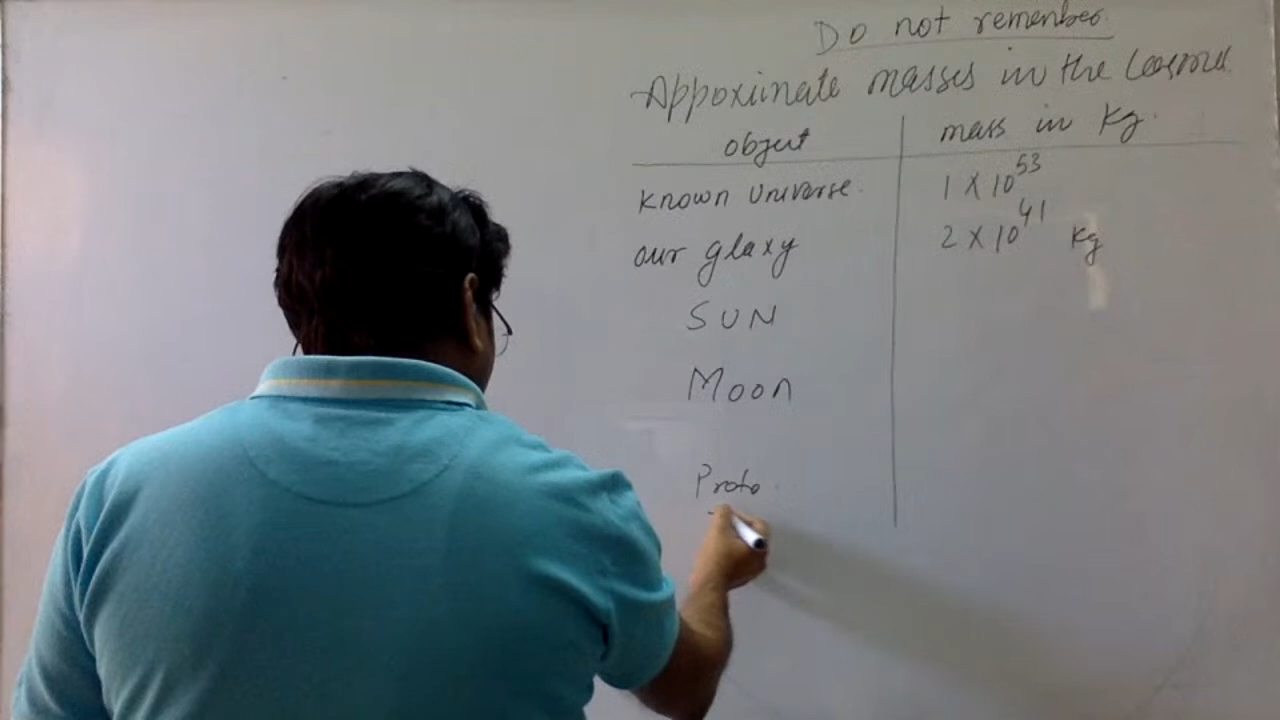 Do not remember.
Appoximate masses in the Cosmus
object mass in Kg.
Known Universe. 1 X 10^53
our glaxy 2 X 10^41 Kg
SUN
Moon
Proto